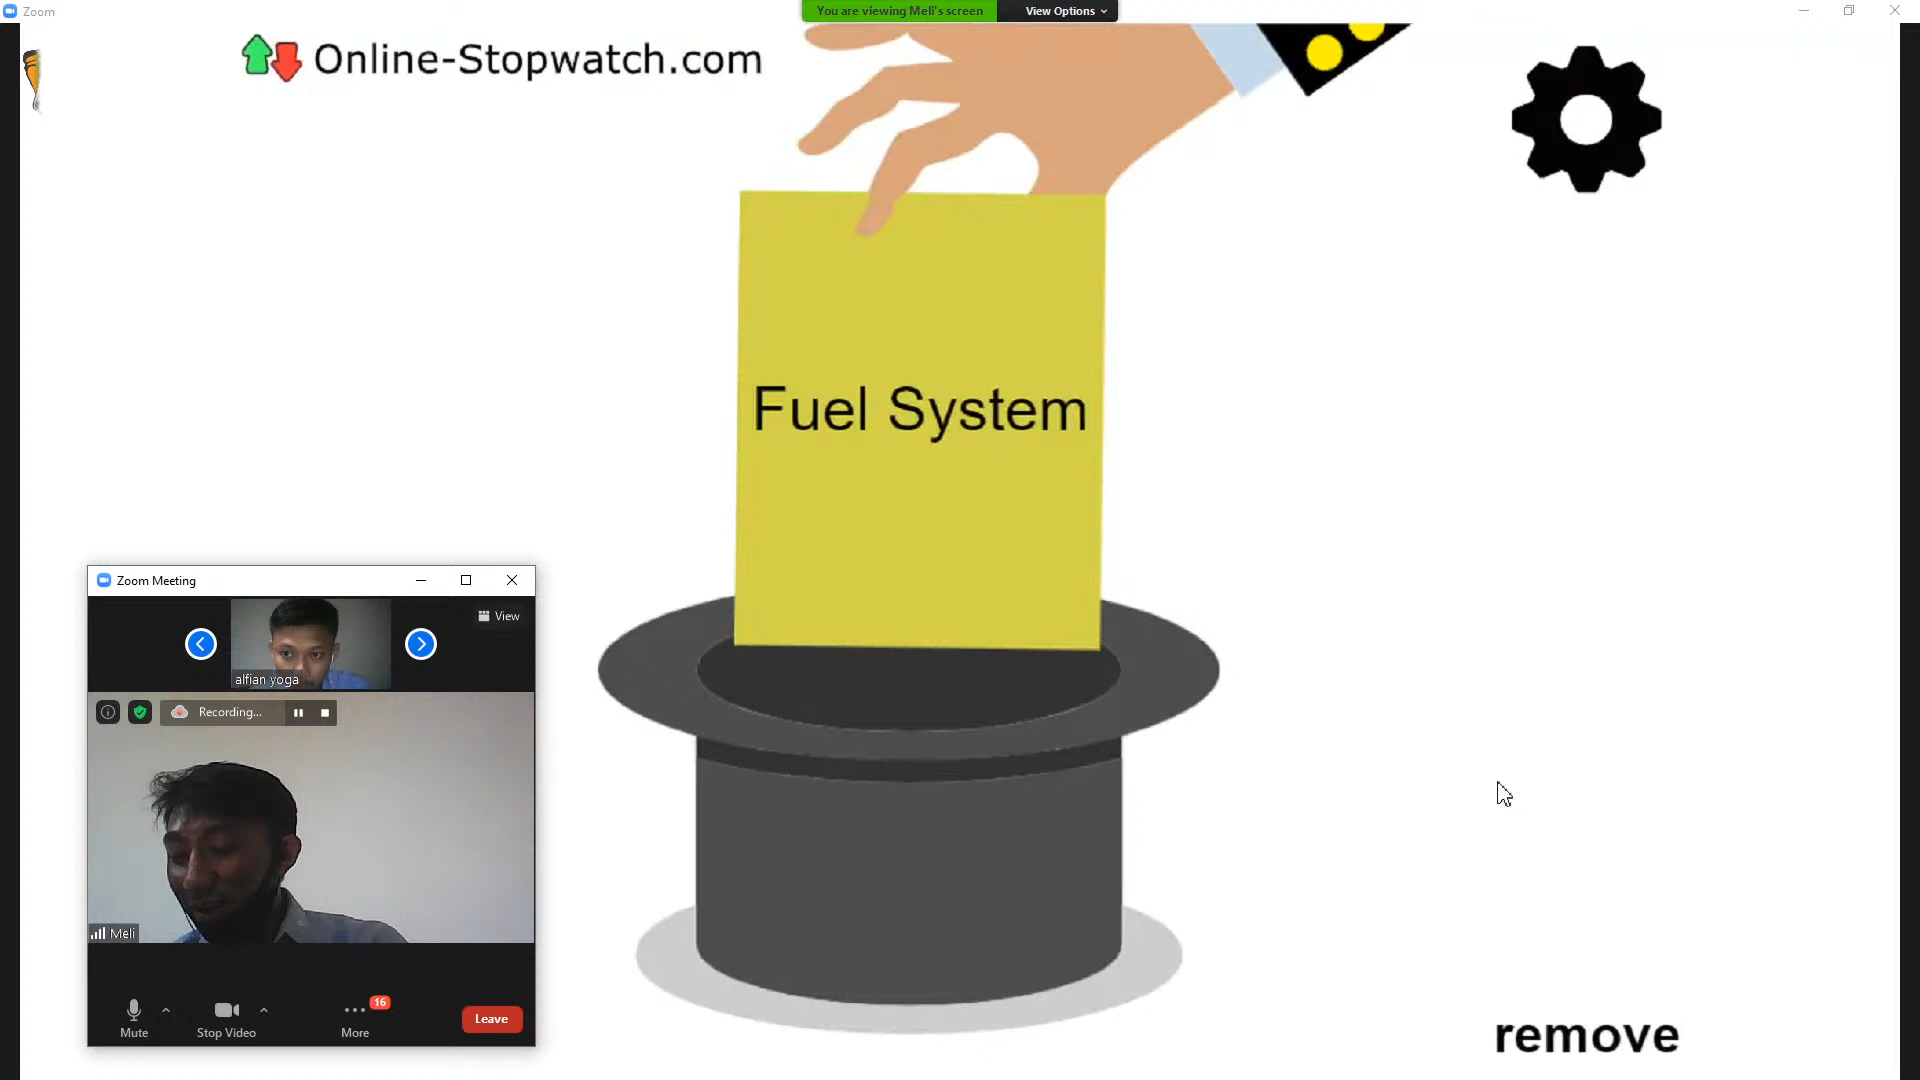 Zoom
You are viewing Meli's screen
View Options
Online-Stopwatch.com
Fuel System
Zoom Meeting
View
alfian yoga
Recording...
Meli
16
Mute
Stop Video
More
Leave
remove